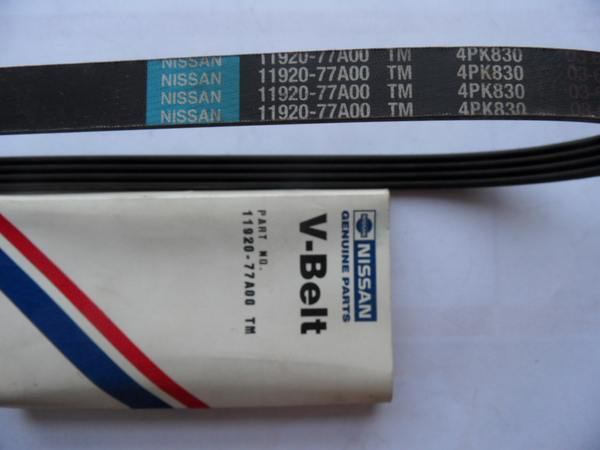 NISSAN 11920-77A00 TM 4PK830
NISSAN 11920-77A00 TM 4PK830
NISSAN 11920-77A00 TM 4PK830
NISSAN 11920-77A00 TM 4PK830
NISSAN
GENUINE PARTS
V-Belt
PART NO.
11920-77A00 TM